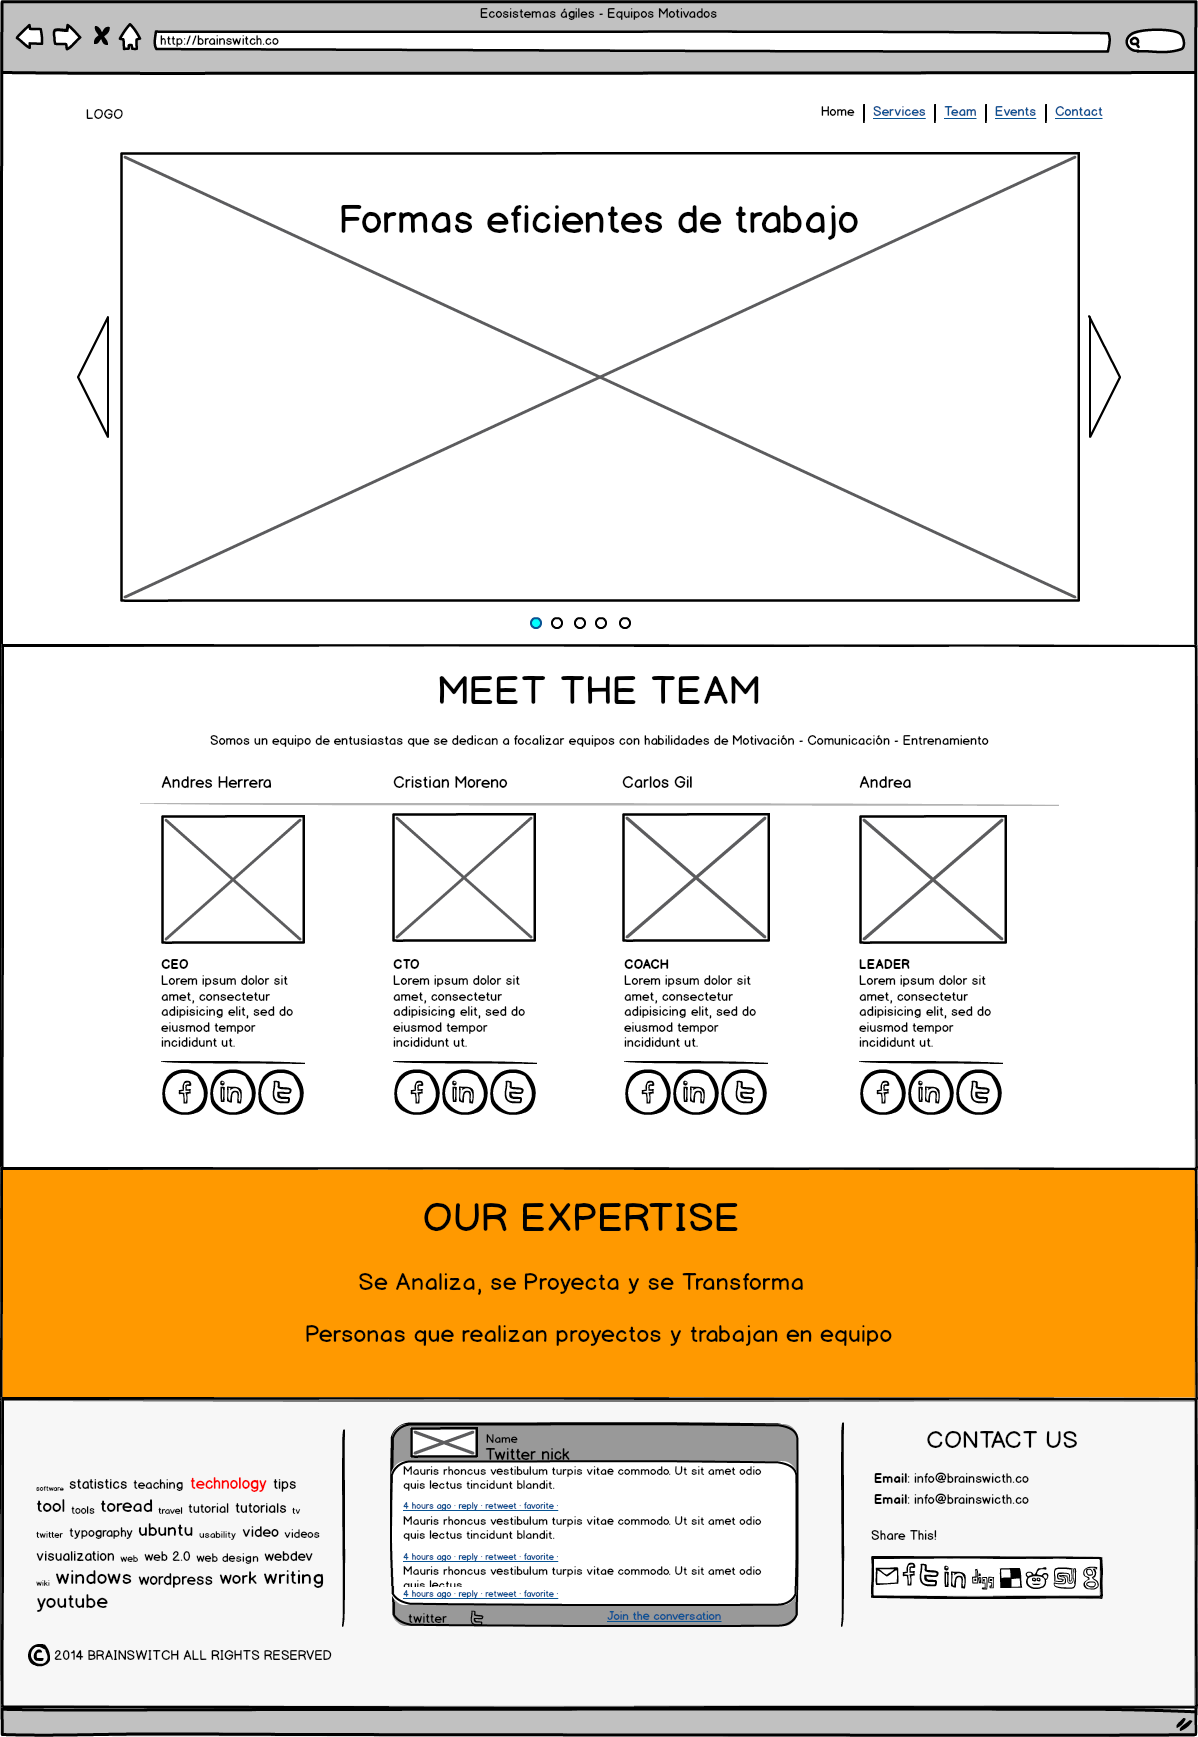 Ecosistemas ágiles - Equipos Motivados
http://brainswitch.co
LOGO
Home Services Team Events Contact
Formas eficientes de trabajo
MEET THE TEAM
Somos un equipo de entusiastas que se dedican a focalizar equipos con habilidades de Motivación - Comunicación - Entrenamiento
Andres Herrera
Cristian Moreno
Carlos Gil
Andrea
CEO
Lorem ipsum dolor sit
amet, consectetur
adipisicing elit, sed do
eiusmod tempor
incididunt ut.
CTO
Lorem ipsum dolor sit
amet, consectetur
adipisicing elit, sed do
eiusmod tempor
incididunt ut.
COACH
Lorem ipsum dolor sit
amet, consectetur
adipisicing elit, sed do
eiusmod tempor
incididunt ut.
LEADER
Lorem ipsum dolor sit
amet, consectetur
adipisicing elit, sed do
eiusmod tempor
incididunt ut.
f in t
f in t
f in t
f in t
OUR EXPERTISE
Se Analiza, se Proyecta y se Transforma
Personas que realizan proyectos y trabajan en equipo
software statistics teaching technology tips
tool tools toread travel tutorial tutorials tv
twitter typography ubuntu usability video videos
visualization web web 2.0 web design webdev
wiki windows wordpress work writing
youtube
Name
Twitter nick
Mauris rhoncus vestibulum turpis vitae commodo. Ut sit amet odio
quis lectus tincidunt blandit.
4 hours ago · reply · retweet · favorite ·
Mauris rhoncus vestibulum turpis vitae commodo. Ut sit amet odio
quis lectus tincidunt blandit.
4 hours ago · reply · retweet · favorite ·
Mauris rhoncus vestibulum turpis vitae commodo. Ut sit amet odio
quis lectus
4 hours ago · reply · retweet · favorite ·
twitter t Join the conversation
CONTACT US
Email: info@brainswicth.co
Email: info@brainswicth.co
Share This!
f t in digg g
© 2014 BRAINSWITCH ALL RIGHTS RESERVED